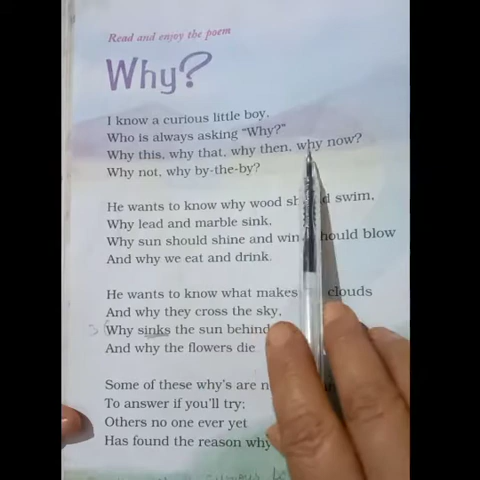 Read and enjoy the poem
Why?
I know a curious little boy,
Who is always asking "Why?"
Why this, why that, why then, why now?
Why not, why by-the-by?
He wants to know why wood swim,
Why lead and marble sink,
Why sun should shine and should blow
And why we eat and drink.
He wants to know what makes clouds
And why they cross the sky,
Why sinks the sun behind
And why the flowers die
Some of these why's are
To answer if you'll try;
Others no one ever yet
Has found the reason why